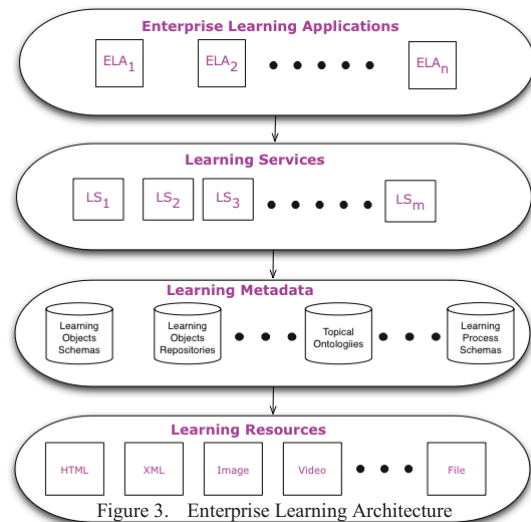 Enterprise Learning Applications
ELA1 ELA2 ELAn
Learning Services
LS1 LS2 LS3 LSm
Learning Metadata
Learning Objects Schemas
Learning Objects Repositories
Topical Ontologiies
Learning Process Schemas
Learning Resources
HTML XML Image Video File
Figure 3. Enterprise Learning Architecture